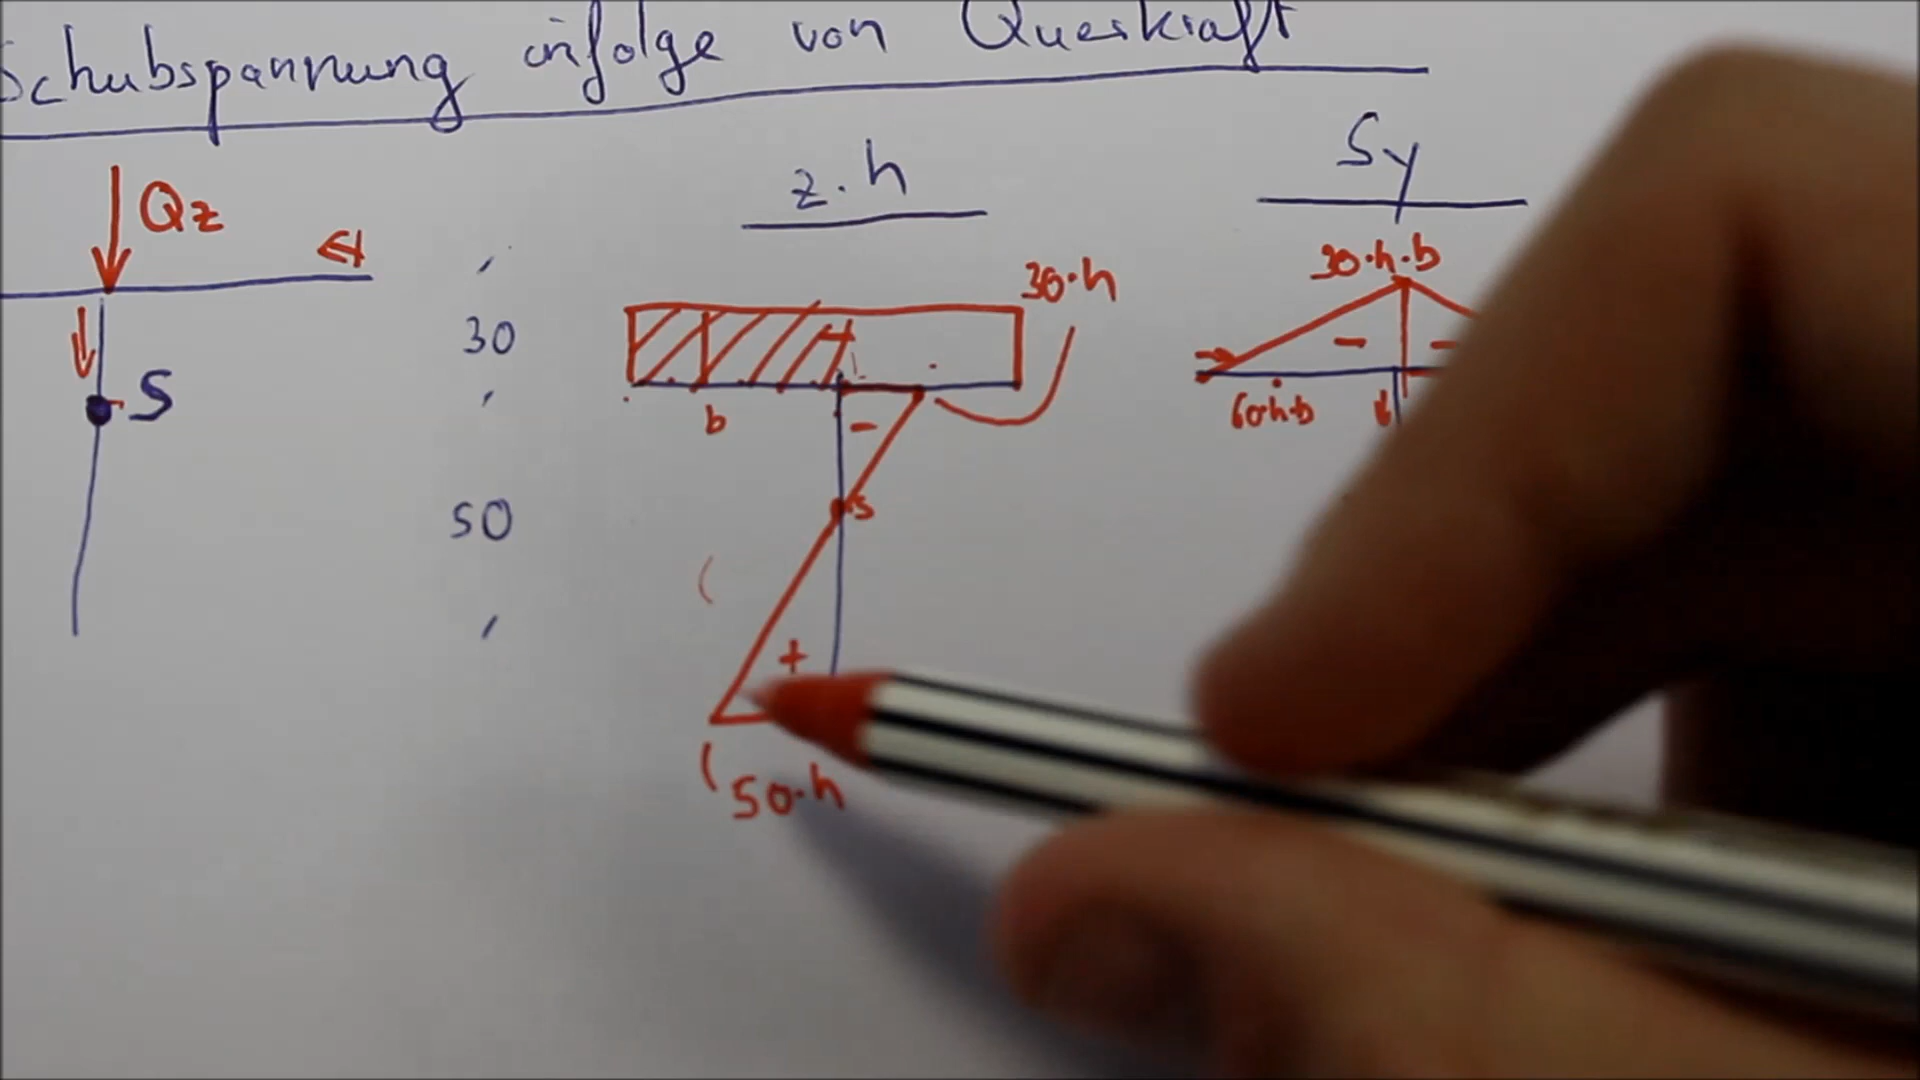 Schubspannung infolge von Querkraft
Qz
S
30
50
z.h
30.h
b
-
s
+
50.h
Sy
30.h.b
- -
60.h.b